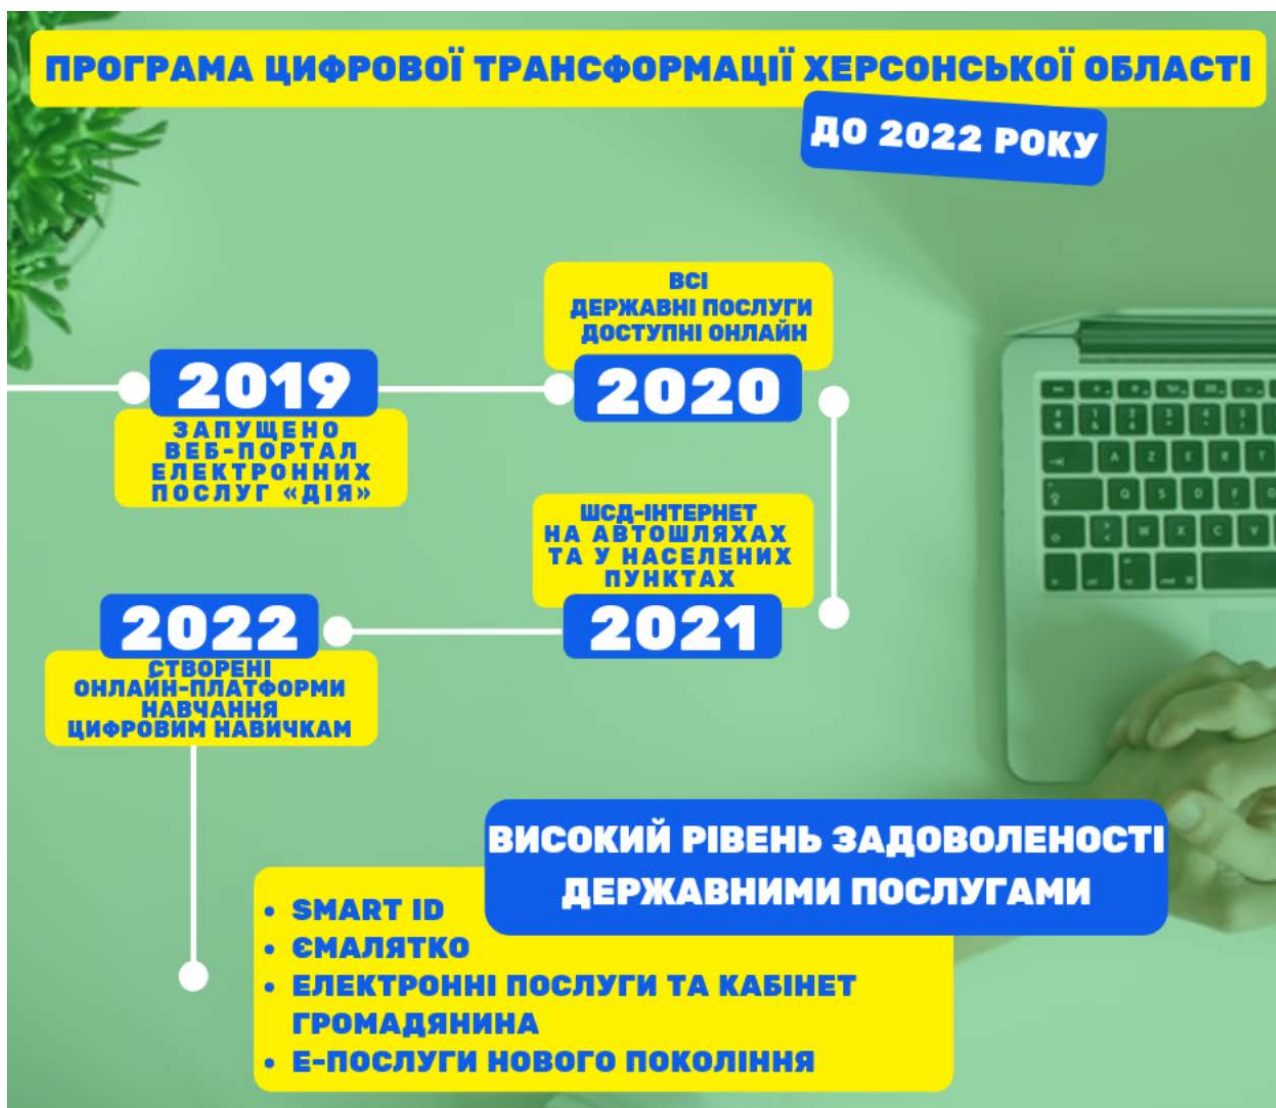 ПРОГРАМА ЦИФРОВОЇ ТРАНСФОРМАЦІЇ ХЕРСОНСЬКОЇ ОБЛАСТІ
ДО 2022 РОКУ
2019
ЗАПУЩЕНО
ВЕБ-ПОРТАЛ
ЕЛЕКТРОННИХ
ПОСЛУГ «ДІЯ»
ВСІ
ДЕРЖАВНІ ПОСЛУГИ
ДОСТУПНІ ОНЛАЙН
2020
ШСД-ІНТЕРНЕТ
НА АВТОШЛЯХАХ
ТА У НАСЕЛЕНИХ
ПУНКТАХ
2021
2022
СТВОРЕНІ
ОНЛАЙН-ПЛАТФОРМИ
НАВЧАННЯ
ЦИФРОВИМ НАВИЧКАМ
ВИСОКИЙ РІВЕНЬ ЗАДОВОЛЕНОСТІ
ДЕРЖАВНИМИ ПОСЛУГАМИ
• SMART ID
• ЄМАЛЯТКО
• ЕЛЕКТРОННІ ПОСЛУГИ ТА КАБІНЕТ
ГРОМАДЯНИНА
• Е-ПОСЛУГИ НОВОГО ПОКОЛІННЯ